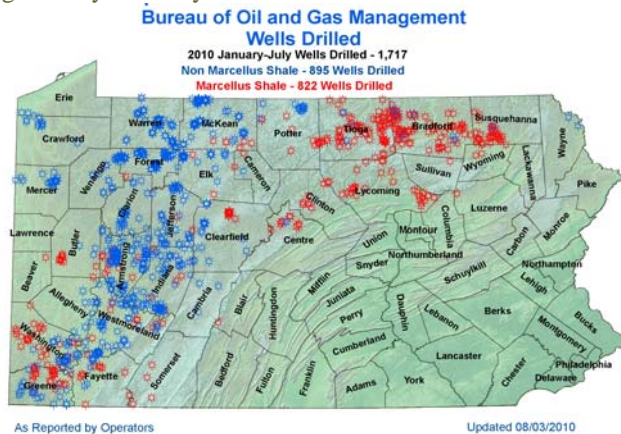 Bureau of Oil and Gas Management
Wells Drilled
2010 January-July Wells Drilled - 1,717
Non Marcellus Shale - 895 Wells Drilled
Marcellus Shale - 822 Wells Drilled
Erie
Crawford
Warren
McKean
Potter
Tioga
Bradford
Susquehanna
Wayne
Mercer
Venango
Forest
Elk
Cameron
Clinton
Lycoming
Sullivan
Wyoming
Lackawanna
Pike
Lawrence
Butler
Clarion
Jefferson
Clearfield
Centre
Union
Montour
Columbia
Luzerne
Carbon
Monroe
Beaver
Armstrong
Indiana
Cambria
Blair
Huntingdon
Mifflin
Snyder
Northumberland
Schuylkill
Northampton
Lehigh
Allegheny
Westmoreland
Juniata
Perry
Dauphin
Lebanon
Berks
Bucks
Montgomery
Washington
Somerset
Bedford
Fulton
Franklin
Cumberland
Lancaster
Chester
Philadelphia
Delaware
Greene
Fayette
Adams
York
As Reported by Operators
Updated 08/03/2010